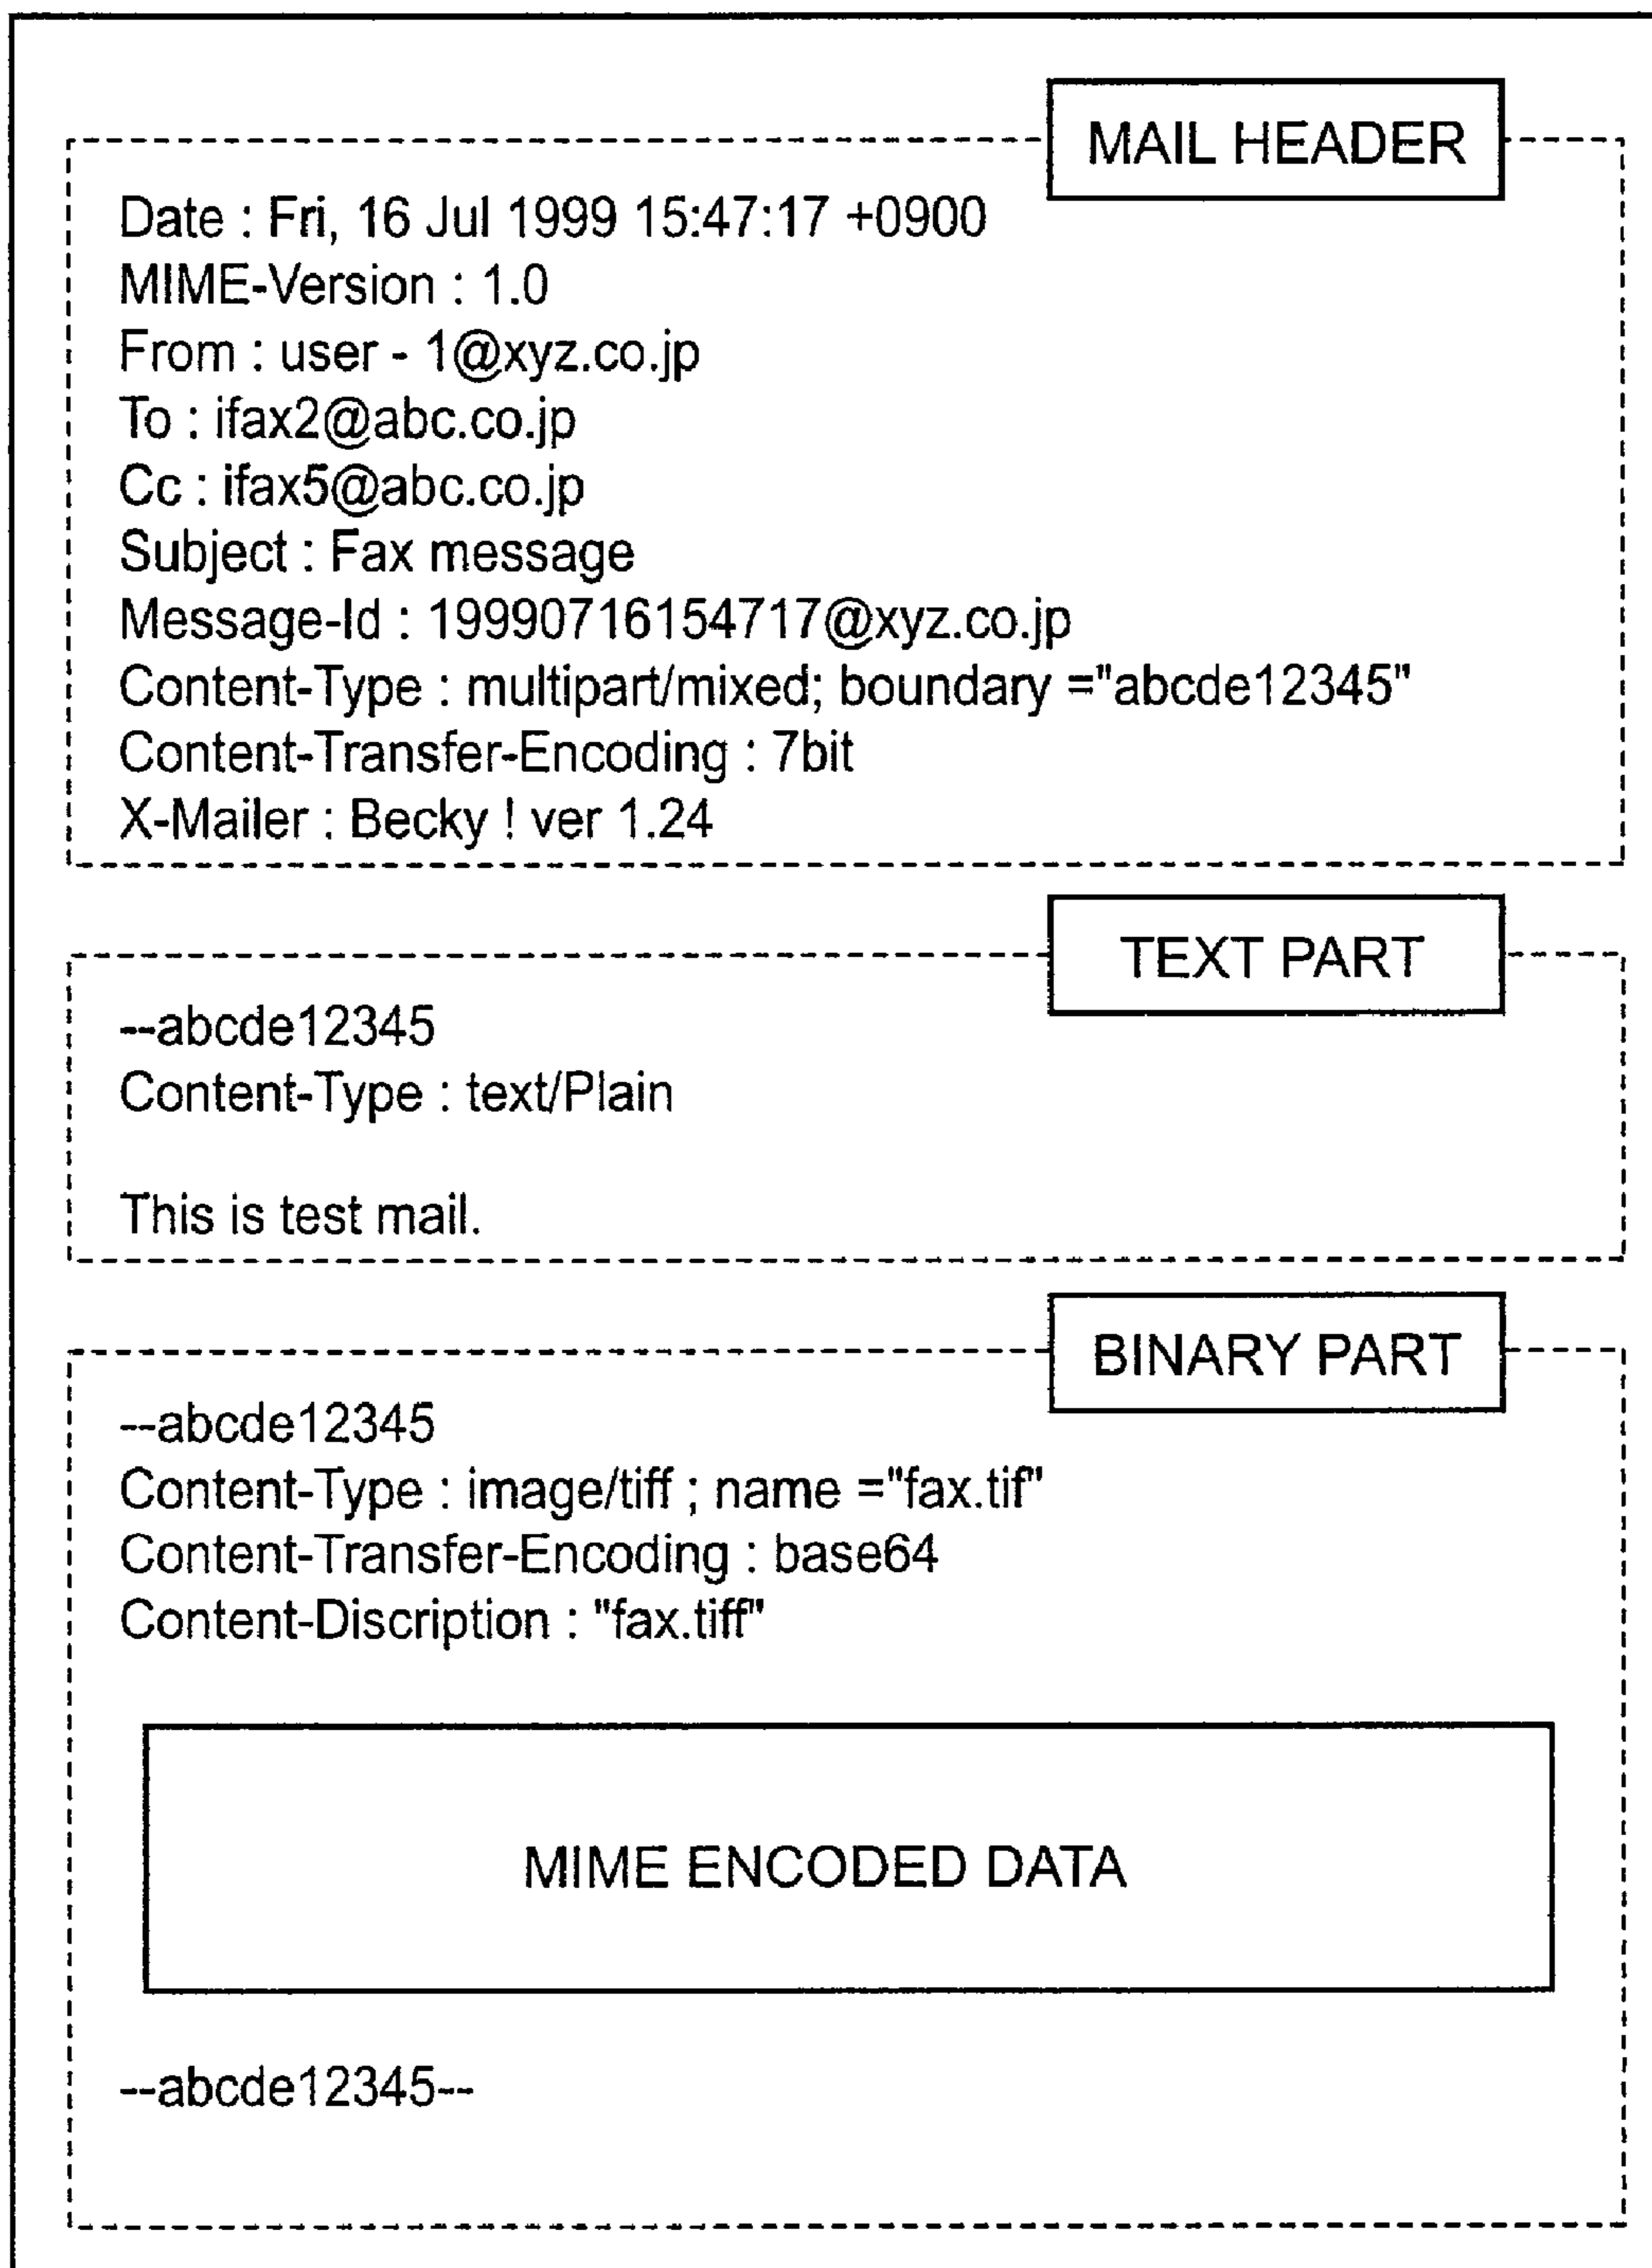 MAIL HEADER
Date : Fri, 16 Jul 1999 15:47:17 +0900
MIME-Version : 1.0
From : user - 1@xyz.co.jp
To : ifax2@abc.co.jp
Cc : ifax5@abc.co.jp
Subject : Fax message
Message-Id : 19990716154717@xyz.co.jp
Content-Type : multipart/mixed; boundary ="abcde12345"
Content-Transfer-Encoding : 7bit
X-Mailer : Becky ! ver 1.24
TEXT PART
--abcde12345
Content-Type : text/Plain
This is test mail.
BINARY PART
--abcde12345
Content-Type : image/tiff ; name ="fax.tif"
Content-Transfer-Encoding : base64
Content-Discription : "fax.tiff"
MIME ENCODED DATA
--abcde12345--